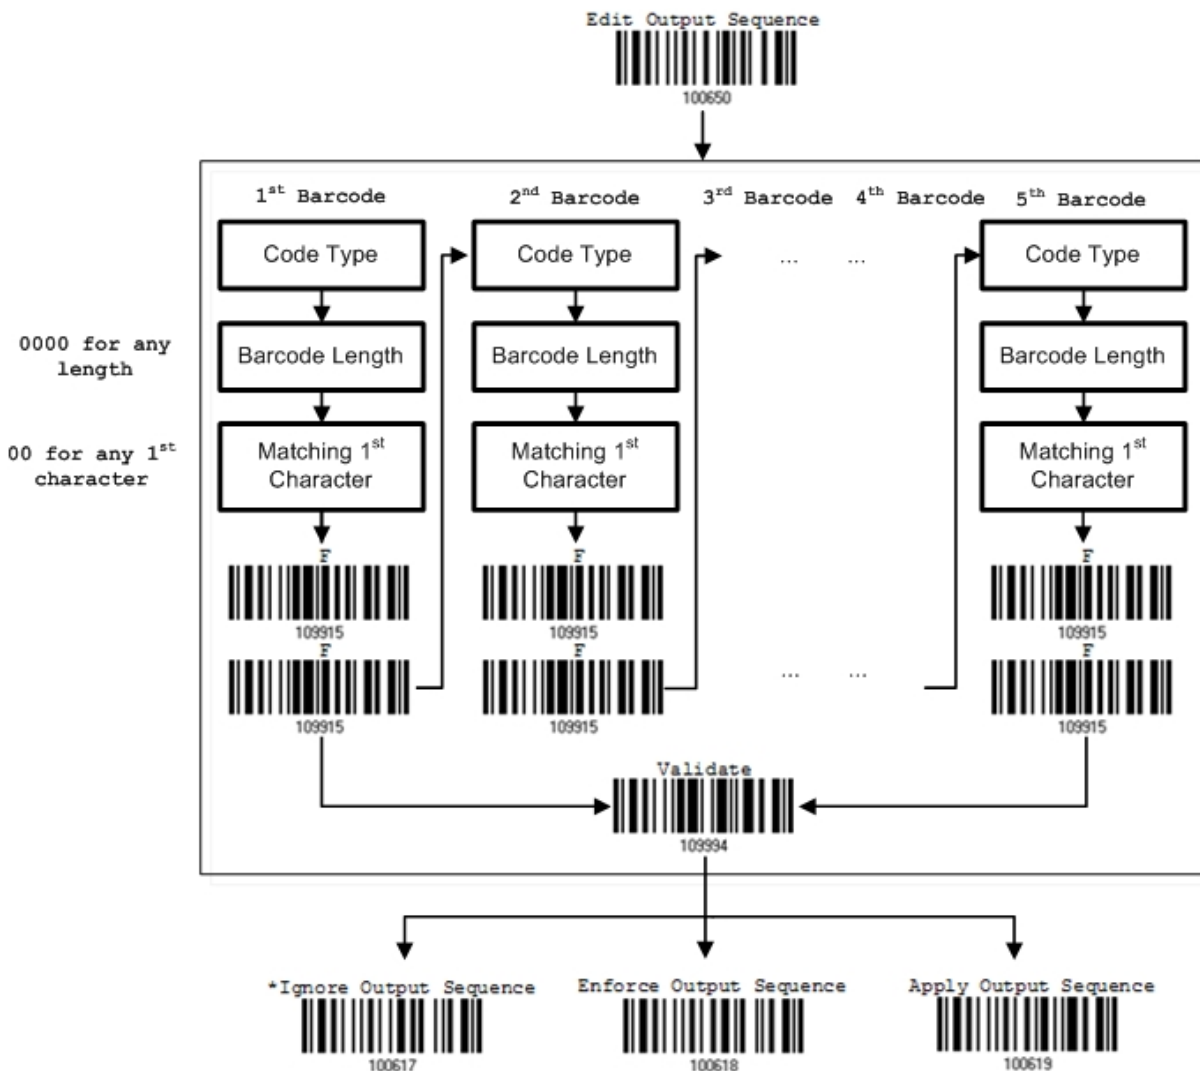 Edit Output Sequence
100650
1st Barcode
2nd Barcode
3rd Barcode
4th Barcode
5th Barcode
Code Type
Code Type
... ...
Code Type
0000 for any
length
Barcode Length
Barcode Length
Barcode Length
00 for any 1st
character
Matching 1st
Character
Matching 1st
Character
Matching 1st
Character
109915
109915
109915
... ...
109915
109915
109915
Validate
109994
*Ignore Output Sequence
Enforce Output Sequence
Apply Output Sequence
100617
100618
100619